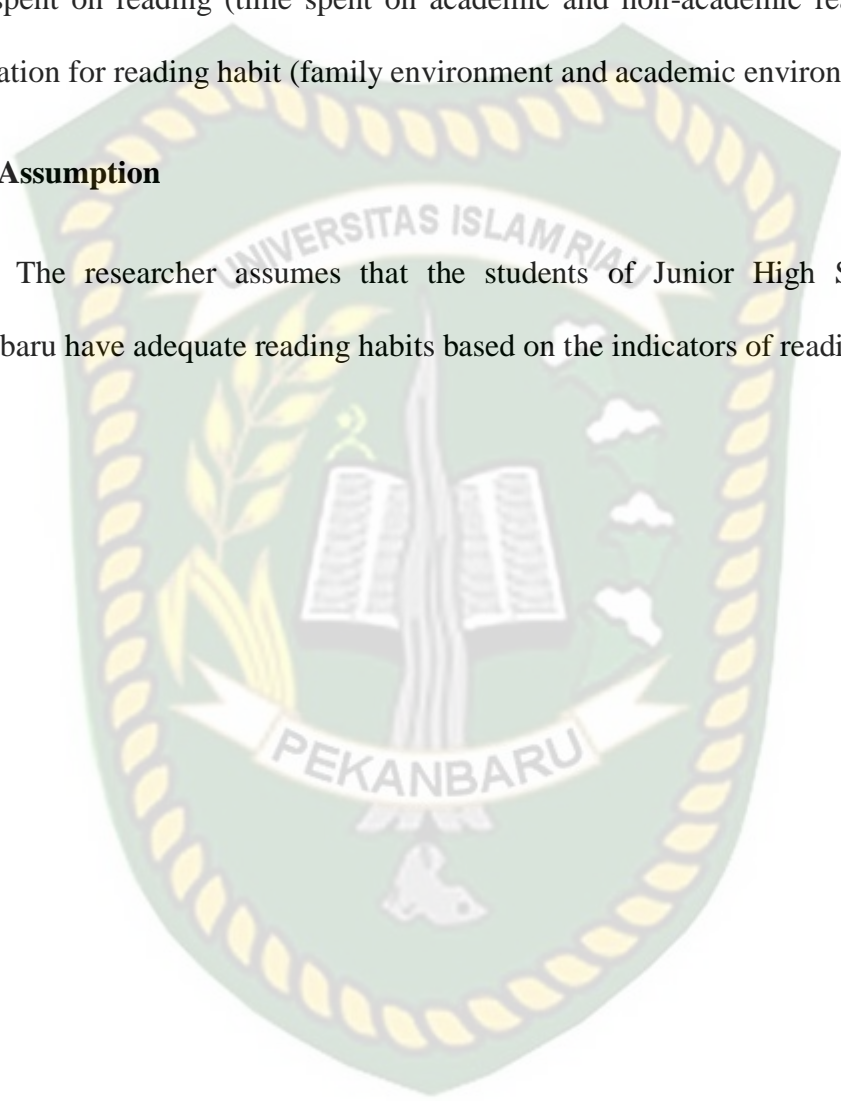 spent on reading (time spent on academic and non-academic rea
ation for reading habit (family environment and academic environ
Assumption
UNIVERSITAS ISLAM RIAU
The researcher assumes that the students of Junior High S
baru have adequate reading habits based on the indicators of readi
PEKANBARU